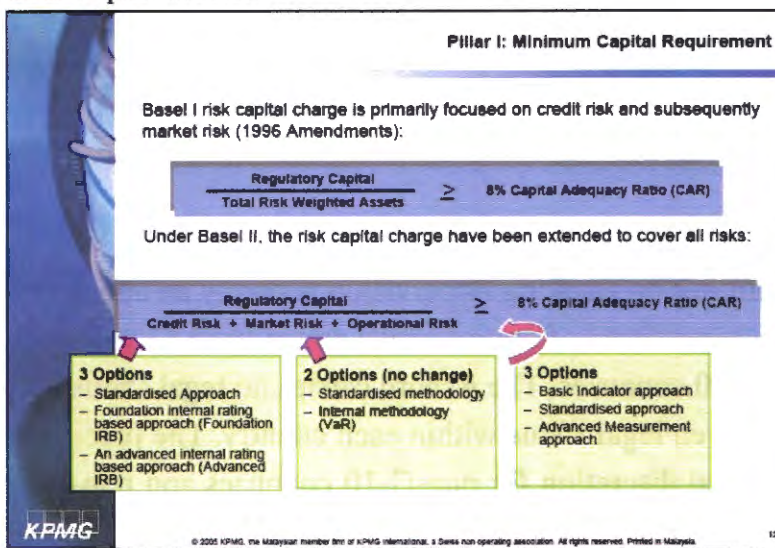 Pillar I: Minimum Capital Requirement
Basel I risk capital charge is primarily focused on credit risk and subsequently
market risk (1996 Amendments):
Regulatory Capital
Total Risk Weighted Assets
≥ 8% Capital Adequacy Ratio (CAR)
Under Basel II, the risk capital charge have been extended to cover all risks:
Regulatory Capital
Credit Risk + Market Risk + Operational Risk
≥ 8% Capital Adequacy Ratio (CAR)
3 Options
– Standardised Approach
– Foundation internal rating
based approach (Foundation
IRB)
– An advanced internal rating
based approach (Advanced
IRB)
2 Options (no change)
– Standardised methodology
– Internal methodology
(VaR)
3 Options
– Basic Indicator approach
– Standardised approach
– Advanced Measurement
approach
KPMG
© 2005 KPMG, the Malaysian member firm of KPMG International, a Swiss non operating association. All rights reserved. Printed in Malaysia.